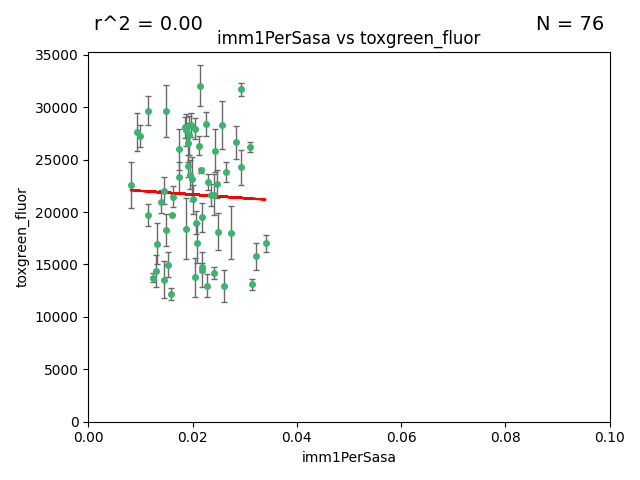 r^2 = 0.00
N = 76
imm1PerSasa vs toxgreen_fluor
35000
30000
25000
20000
15000
10000
5000
0
toxgreen_fluor
0.00
0.02
0.04
0.06
0.08
0.10
imm1PerSasa